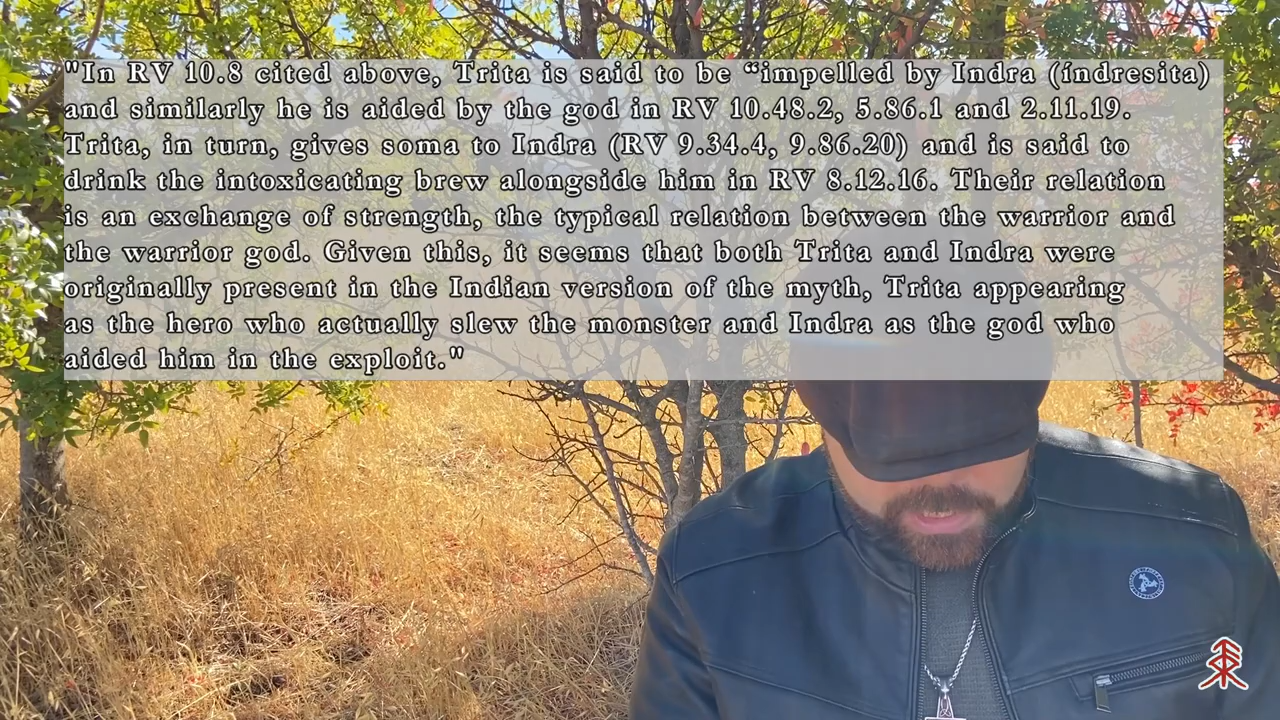 "In RV 10.8 cited above, Trita is said to be “impelled by Indra (índresita)
and similarly he is aided by the god in RV 10.48.2, 5.86.1 and 2.11.19.
Trita, in turn, gives soma to Indra (RV 9.34.4, 9.86.20) and is said to
drink the intoxicating brew alongside him in RV 8.12.16. Their relation
is an exchange of strength, the typical relation between the warrior and
the warrior god. Given this, it seems that both Trita and Indra were
originally present in the Indian version of the myth, Trita appearing
as the hero who actually slew the monster and Indra as the god who
aided him in the exploit."